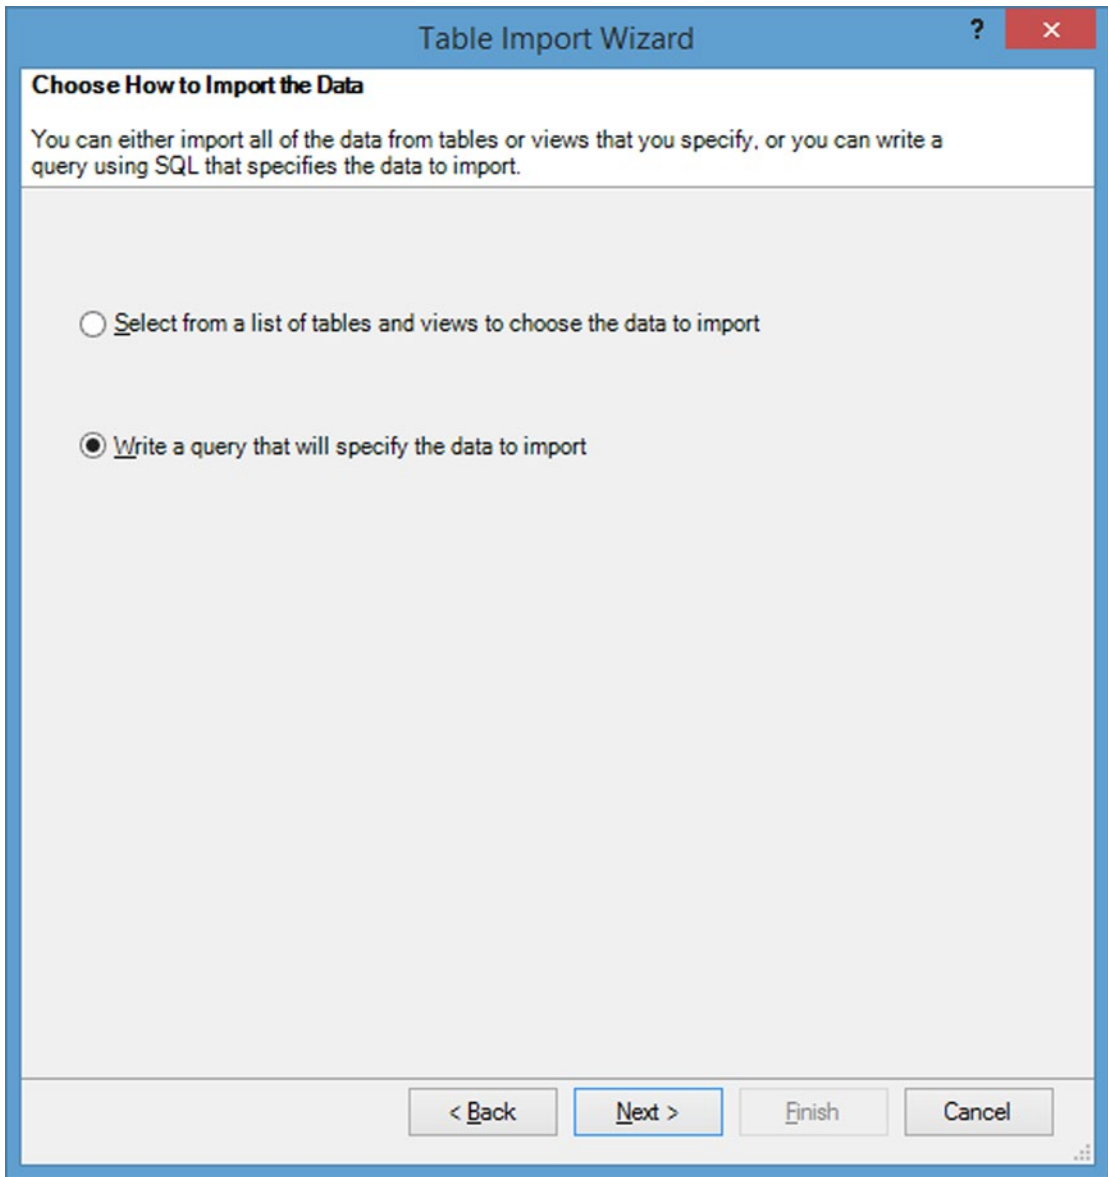 Table Import Wizard
?
×
Choose How to Import the Data
You can either import all of the data from tables or views that you specify, or you can write a
query using SQL that specifies the data to import.
Select from a list of tables and views to choose the data to import
Write a query that will specify the data to import
< Back Next > Finish Cancel